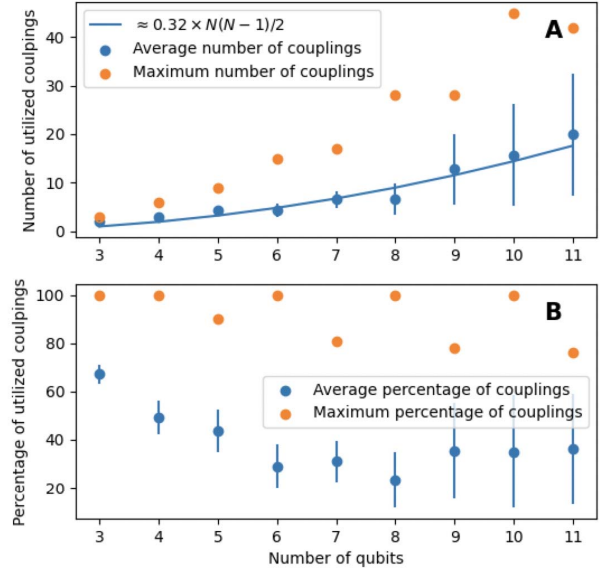 ≈ 0.32 × N(N − 1)/2
Average number of couplings
Maximum number of couplings
A
Number of utilized coulpings
40
30
20
10
0
3 4 5 6 7 8 9 10 11
B
Average percentage of couplings
Maximum percentage of couplings
Percentage of utilized coulpings
100
80
60
40
20
3 4 5 6 7 8 9 10 11
Number of qubits